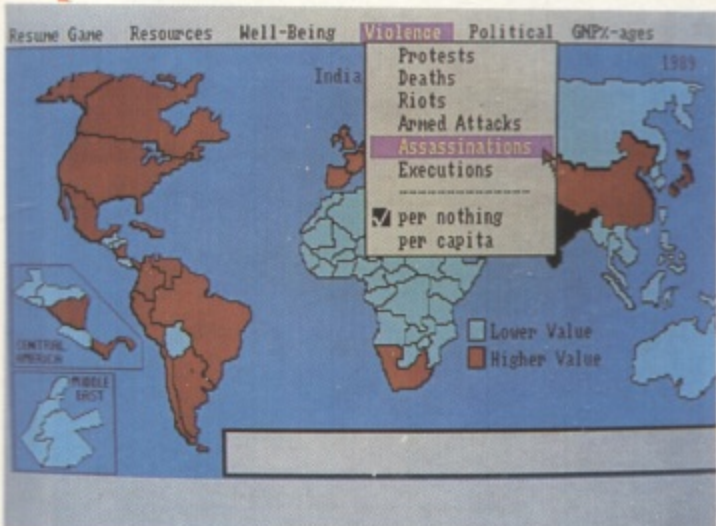 Resume Game Resources Well-Being Violence Political GNP%-ages
Protests
India
1989
Deaths
Riots
Armed Attacks
Assassinations
Executions
per nothing
per capita
Lower Value
Higher Value
CENTRAL
AMERICA
MIDDLE
EAST